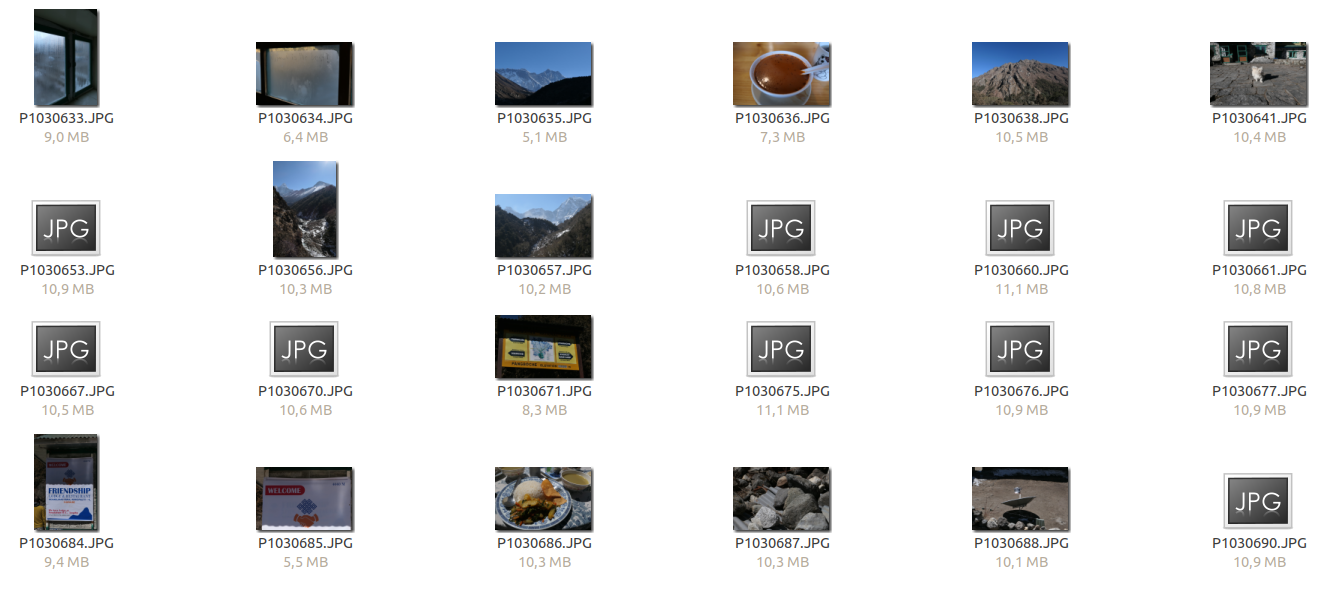 P1030633.JPG
9,0 MB
P1030634.JPG
6,4 MB
P1030635.JPG
5,1 MB
P1030636.JPG
7,3 MB
P1030638.JPG
10,5 MB
P1030641.JPG
10,4 MB
JPG
P1030653.JPG
10,9 MB
P1030656.JPG
10,3 MB
P1030657.JPG
10,2 MB
JPG
P1030658.JPG
10,6 MB
JPG
P1030660.JPG
11,1 MB
JPG
P1030661.JPG
10,8 MB
JPG
P1030667.JPG
10,5 MB
JPG
P1030670.JPG
10,6 MB
P1030671.JPG
8,3 MB
JPG
P1030675.JPG
11,1 MB
JPG
P1030676.JPG
10,9 MB
JPG
P1030677.JPG
10,9 MB
WELCOME
FRIENDSHIP
P1030684.JPG
9,4 MB
WELCOME
P1030685.JPG
5,5 MB
P1030686.JPG
10,3 MB
P1030687.JPG
10,3 MB
P1030688.JPG
10,1 MB
JPG
P1030690.JPG
10,9 MB